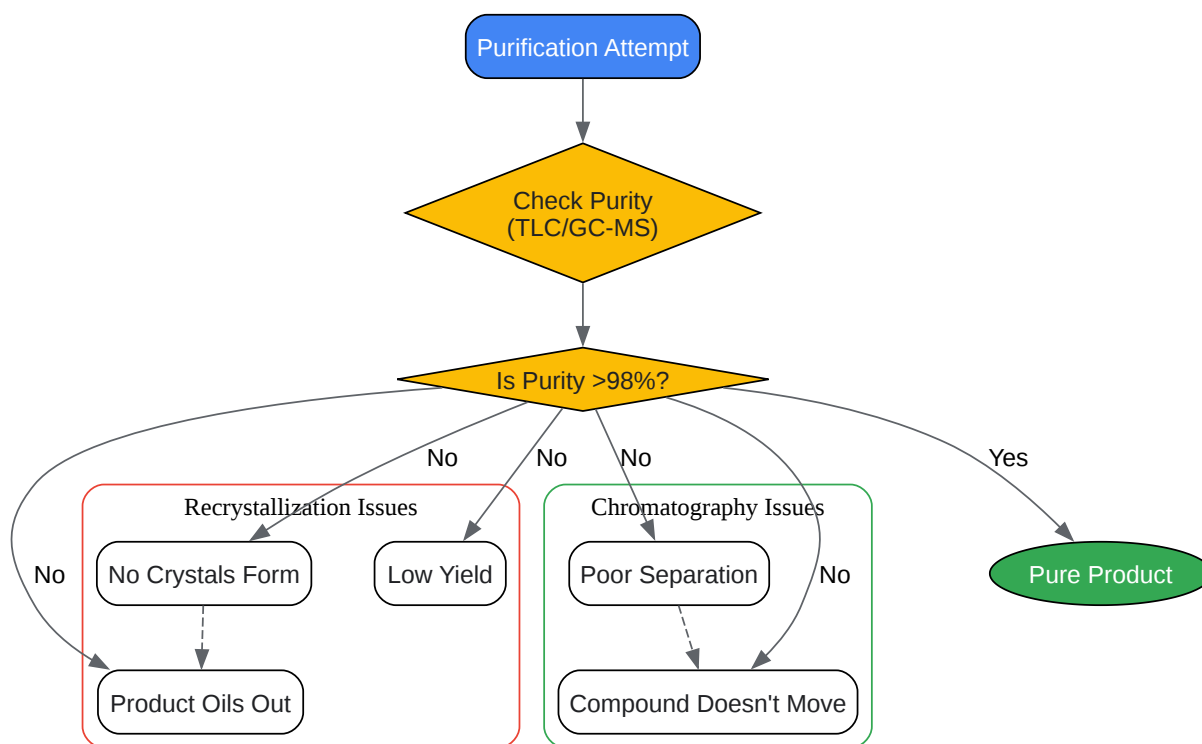 Purification Attempt
Check Purity
(TLC/GC-MS)
Is Purity >98%?
No
No
No
Yes
Recrystallization Issues
Chromatography Issues
No
No Crystals Form
Low Yield
Poor Separation
No
Pure Product
Product Oils Out
Compound Doesn't Move